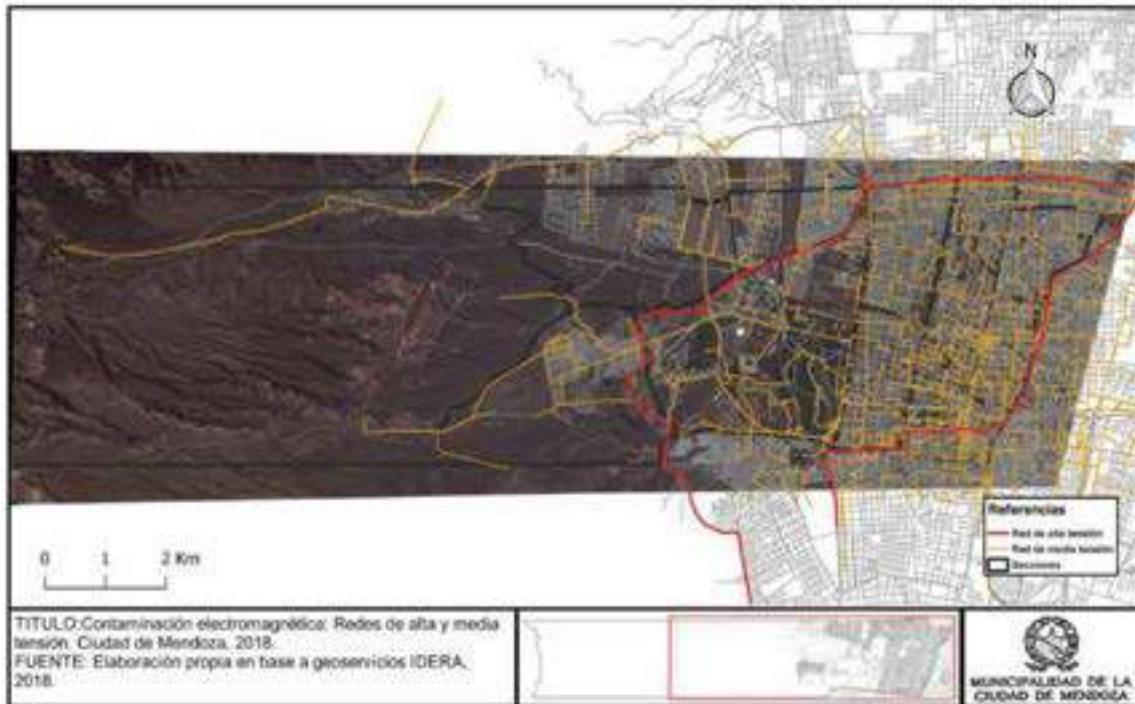 N
Referencias
Red de alta tensión
Red de media tensión
Secciones
0 1 2 Km
TITULO:Contaminación electromagnética: Redes de alta y media
tensión. Ciudad de Mendoza, 2018.
FUENTE: Elaboración propia en base a geoservicios IDERA,
2018.
MUNICIPALIDAD DE LA
CIUDAD DE MENDOZA